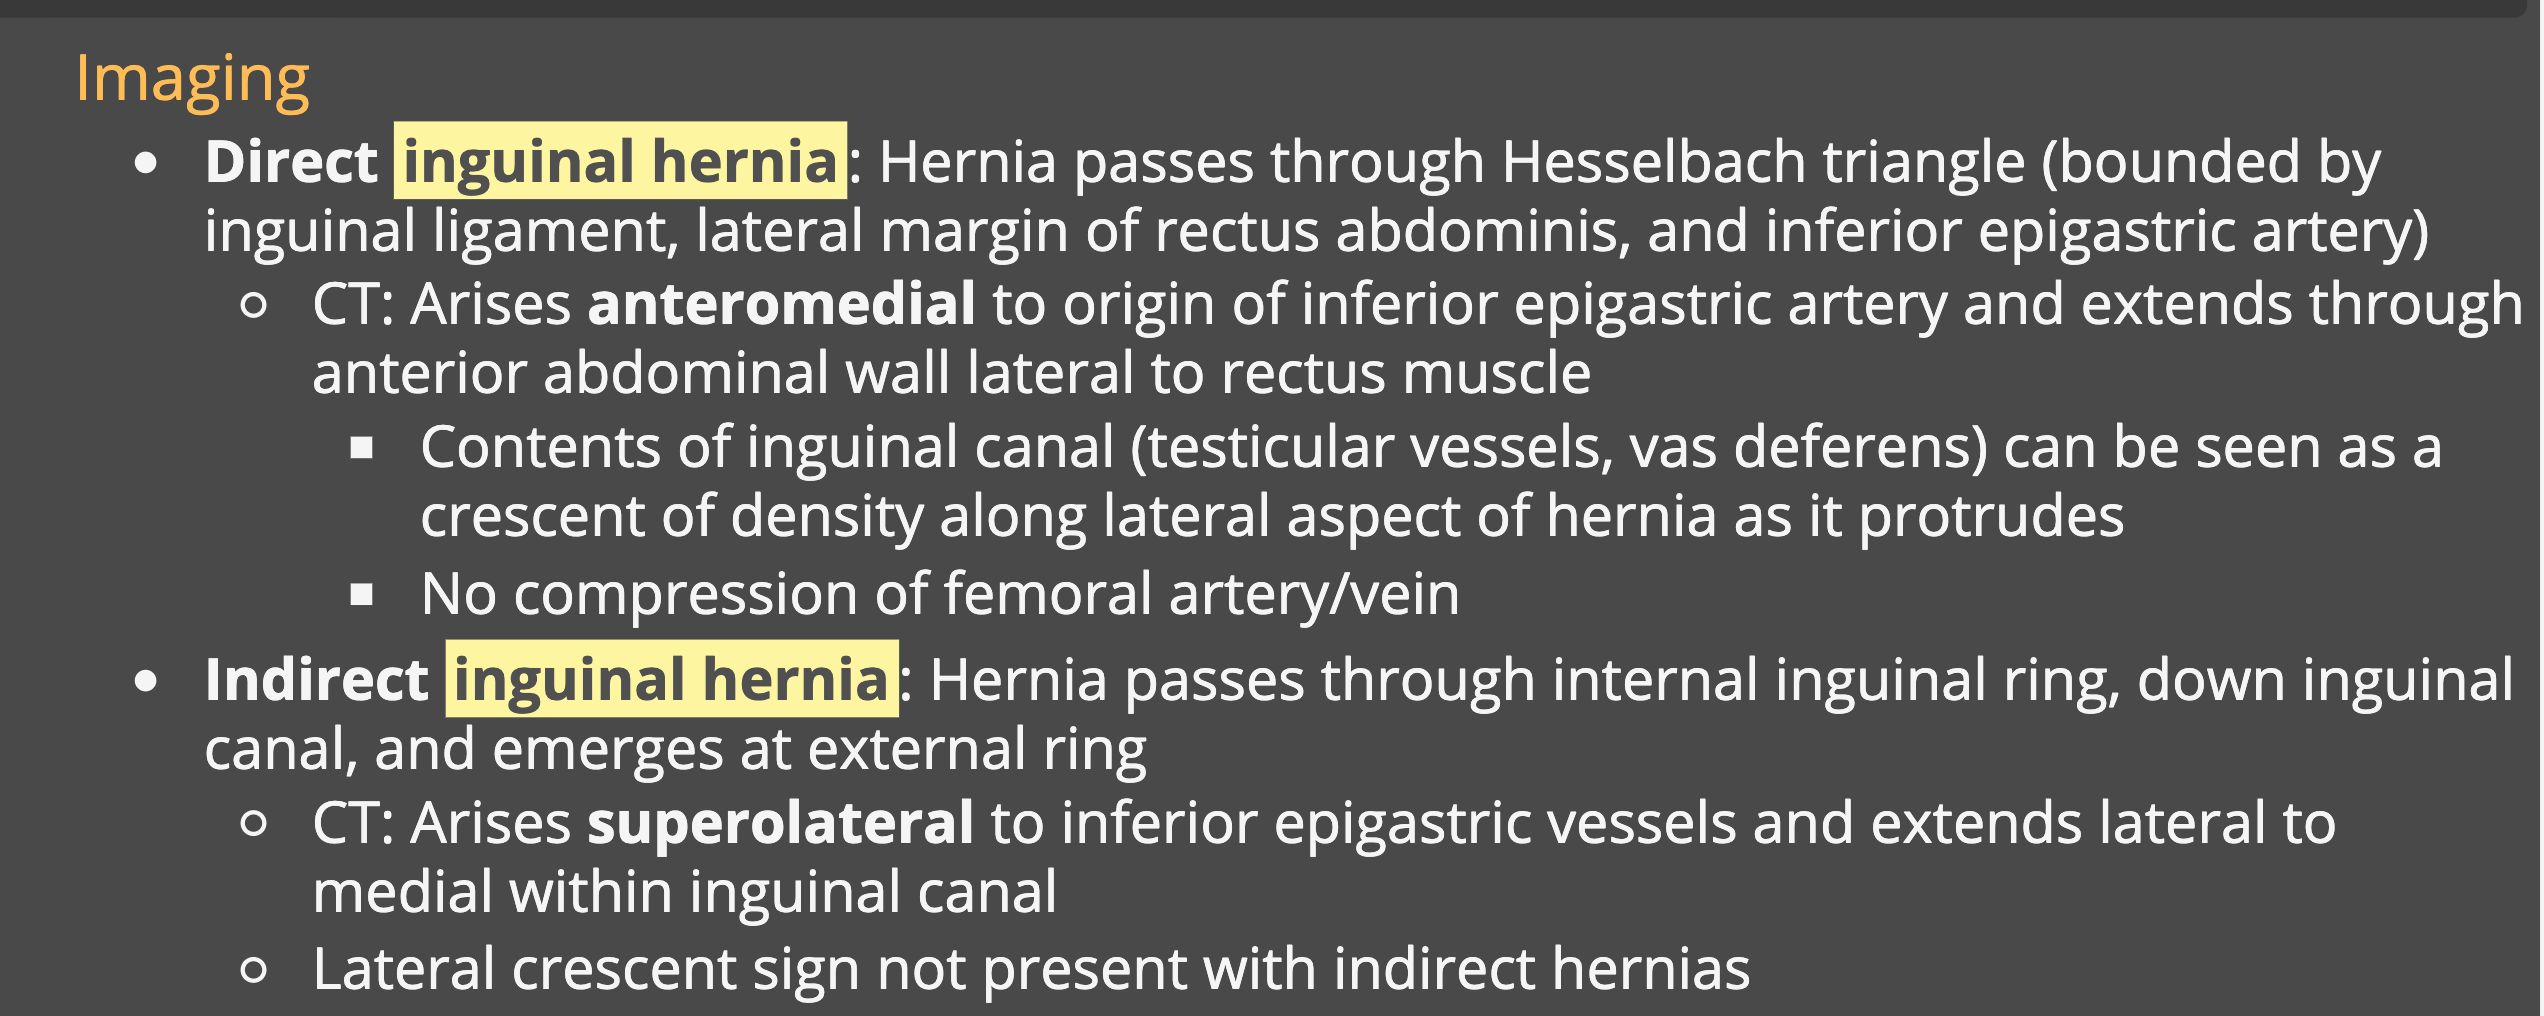 Imaging
● Direct inguinal hernia: Hernia passes through Hesselbach triangle (bounded by
inguinal ligament, lateral margin of rectus abdominis, and inferior epigastric artery)
○ CT: Arises anteromedial to origin of inferior epigastric artery and extends through
anterior abdominal wall lateral to rectus muscle
■ Contents of inguinal canal (testicular vessels, vas deferens) can be seen as a
crescent of density along lateral aspect of hernia as it protrudes
■ No compression of femoral artery/vein
● Indirect inguinal hernia: Hernia passes through internal inguinal ring, down inguinal
canal, and emerges at external ring
○ CT: Arises superolateral to inferior epigastric vessels and extends lateral to
medial within inguinal canal
○ Lateral crescent sign not present with indirect hernias